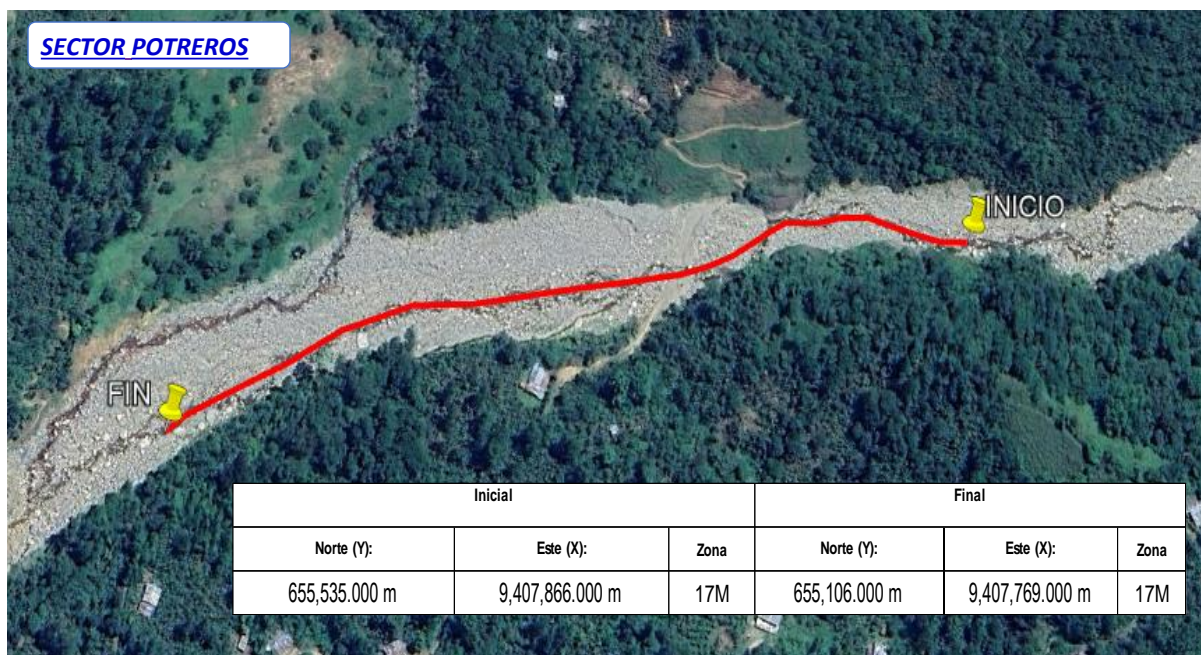 SECTOR POTREROS
INICIO
FIN
Inicial Final
Norte (Y): Este (X): Zona Norte (Y): Este (X): Zona
655,535.000 m 9,407,866.000 m 17M 655,106.000 m 9,407,769.000 m 17M